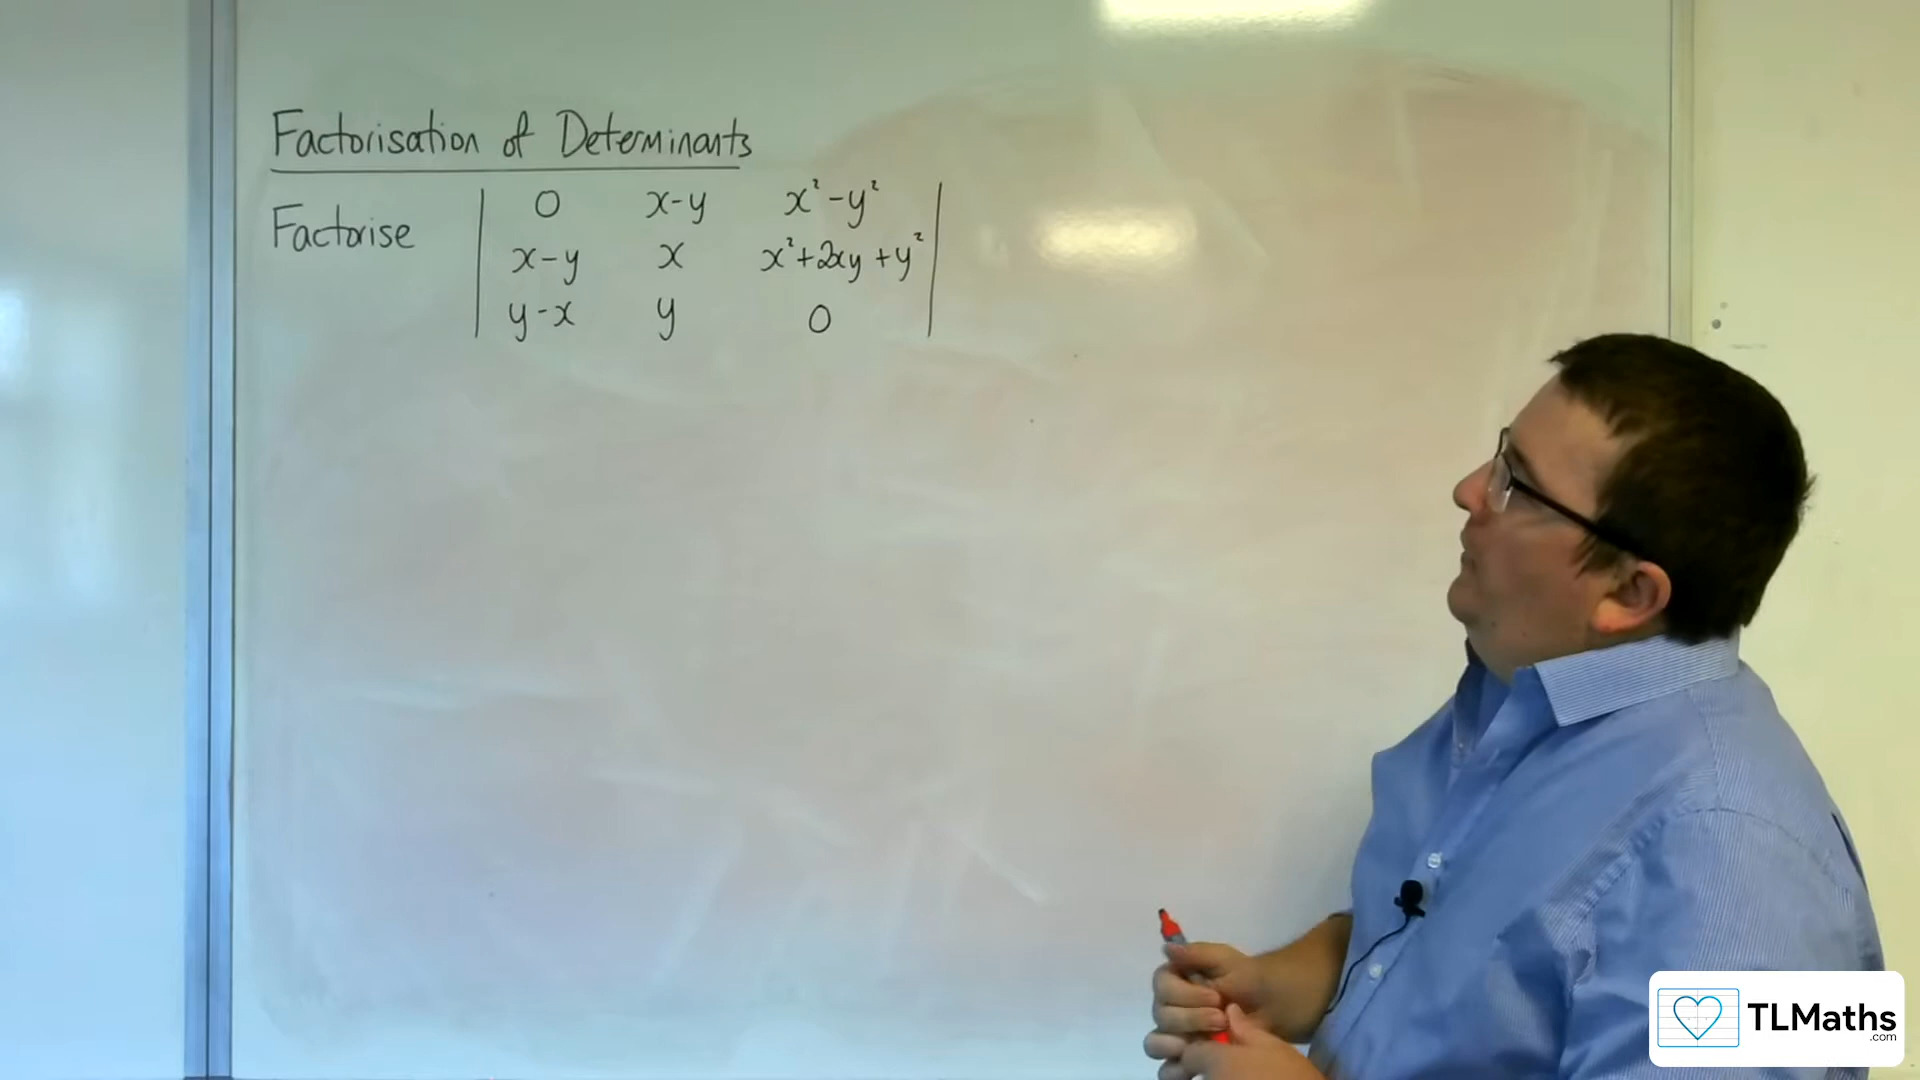 Factorisation of Determinants
Factorise
0 x-y x²-y²
x-y x x²+2xy+y²
y-x y 0
TLMaths
.com